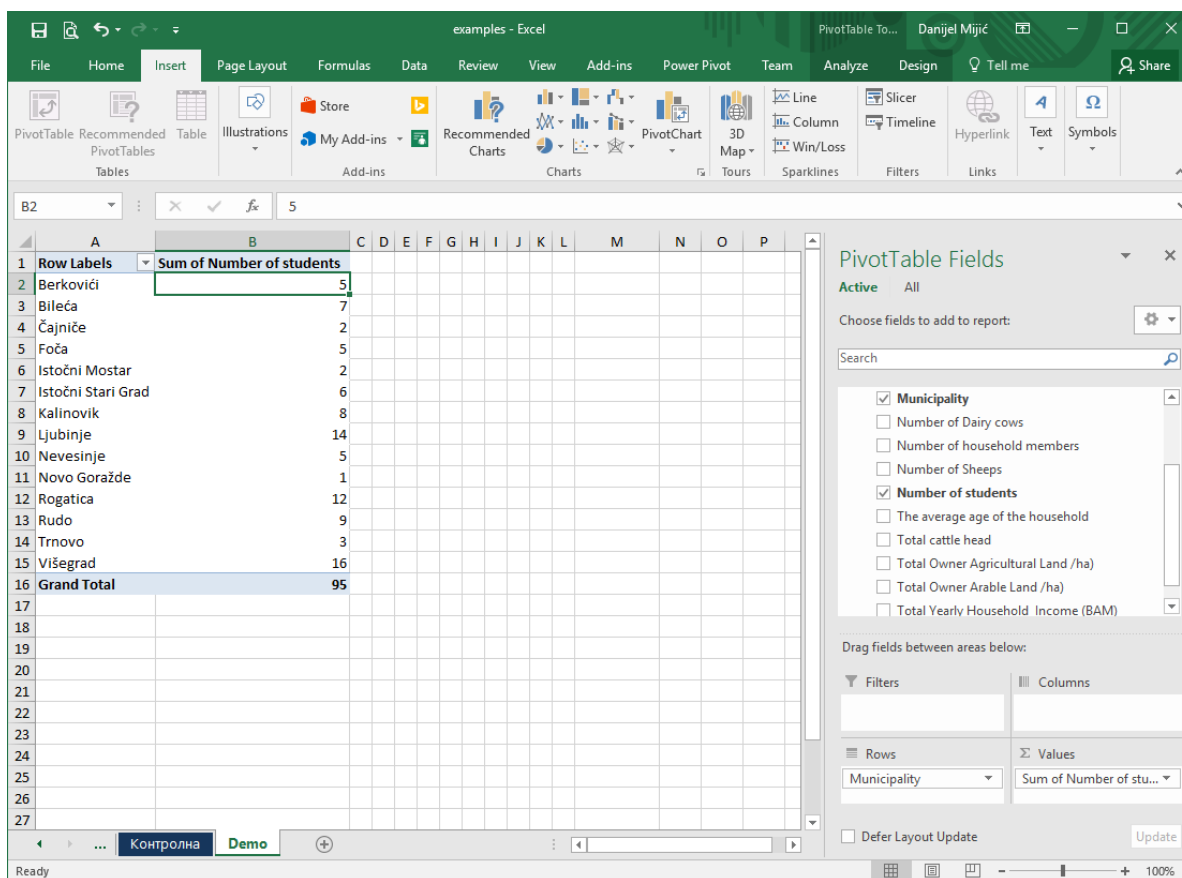 examples - Excel
PivotTable To...
Danijel Mijić
File Home Insert Page Layout Formulas Data Review View Add-ins Power Pivot Team Analyze Design Tell me Share
PivotTable
Recommended PivotTables
Table
Tables
Illustrations
Store
My Add-ins
Add-ins
Recommended Charts
PivotChart
Charts
3D Map
Tours
Line
Column
Win/Loss
Sparklines
Slicer
Timeline
Filters
Hyperlink
Links
Text
Symbols
B2 fx 5
A B C D E F G H I J K L M N O P
1 Row Labels Sum of Number of students
2 Berkovići 5
3 Bileća 7
4 Čajniče 2
5 Foča 5
6 Istočni Mostar 2
7 Istočni Stari Grad 6
8 Kalinovik 8
9 Ljubinje 14
10 Nevesinje 5
11 Novo Goražde 1
12 Rogatica 12
13 Rudo 9
14 Trnovo 3
15 Višegrad 16
16 Grand Total 95
17
18
19
20
21
22
23
24
25
26
27
PivotTable Fields
Active All
Choose fields to add to report:
Search
Municipality
Number of Dairy cows
Number of household members
Number of Sheeps
Number of students
The average age of the household
Total cattle head
Total Owner Agricultural Land /ha)
Total Owner Arable Land /ha)
Total Yearly Household Income (BAM)
Drag fields between areas below:
Filters
Columns
Rows
Σ Values
Municipality
Sum of Number of stu...
Defer Layout Update
Update
... Контролна Demo
Ready
100%